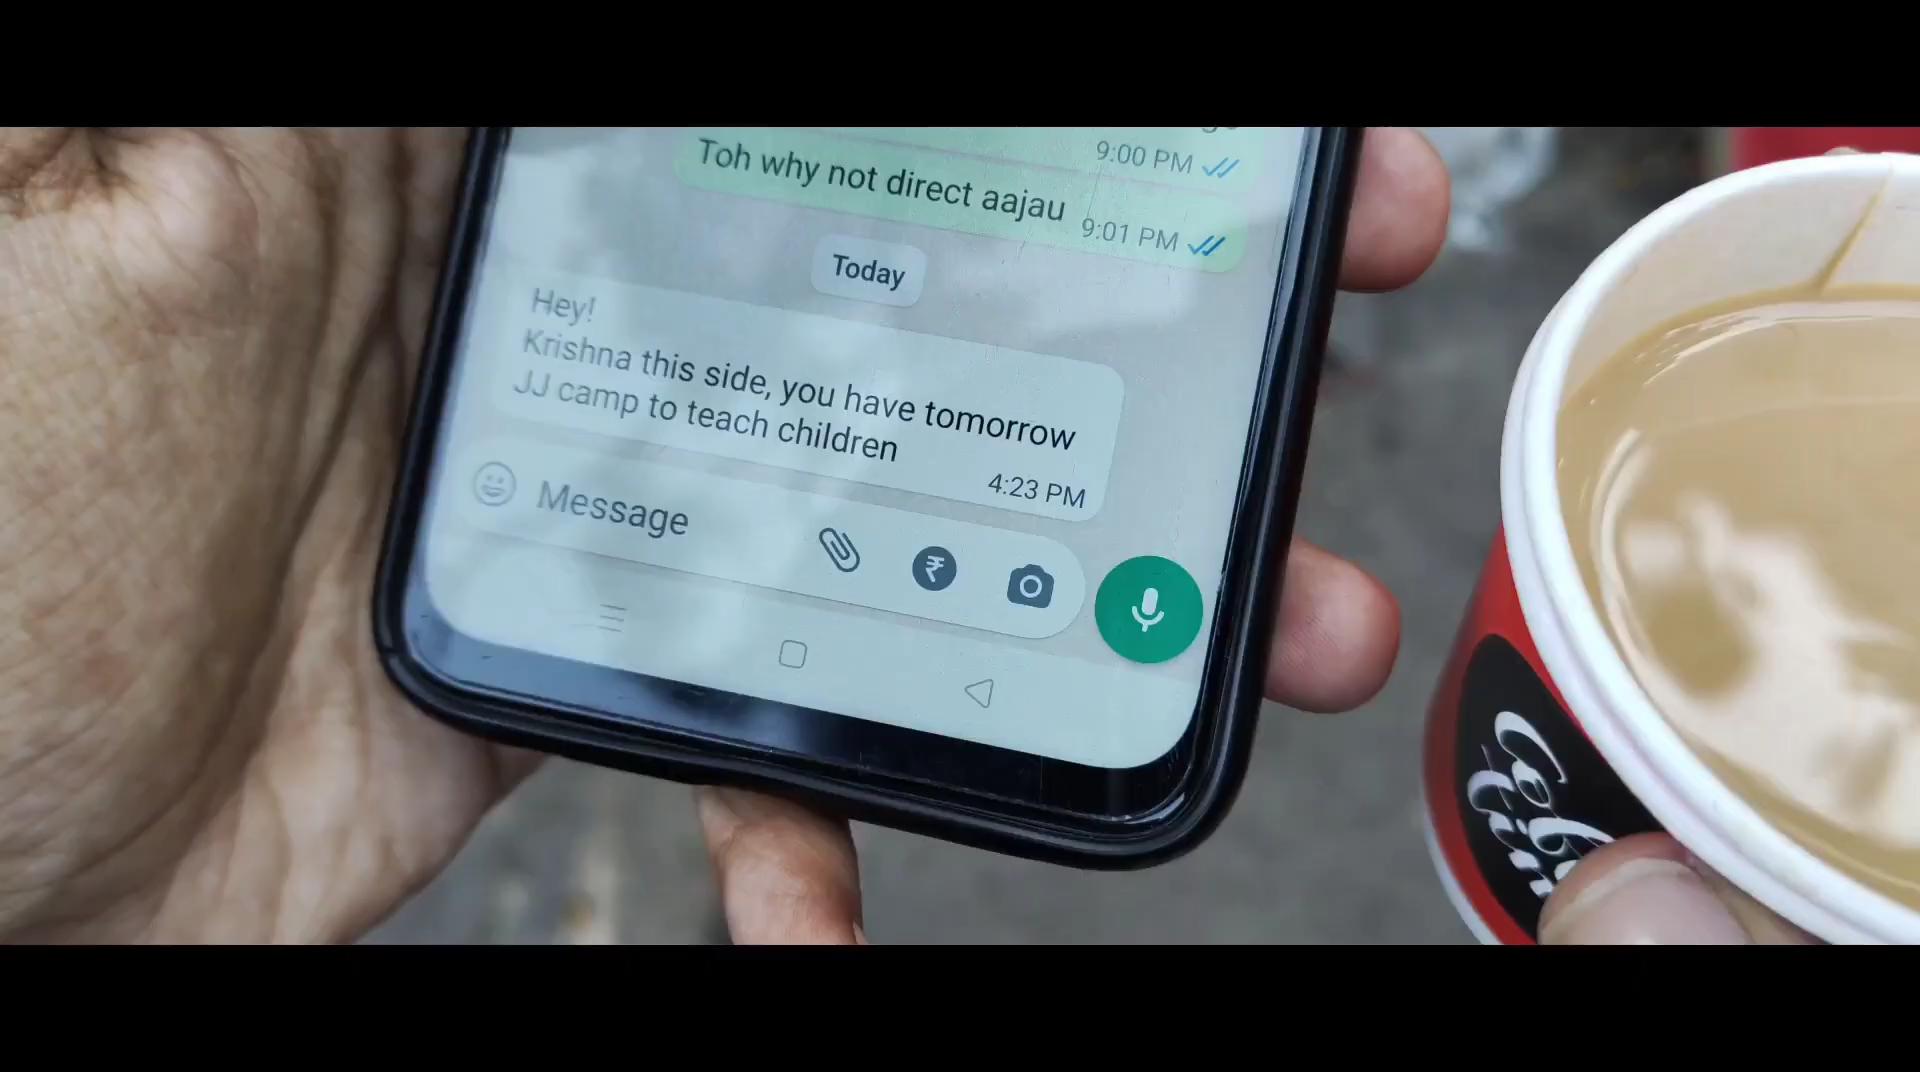 9:00 PM
Toh why not direct aajau
9:01 PM
Today
Hey!
Krishna this side, you have tomorrow
JJ camp to teach children
4:23 PM
Message